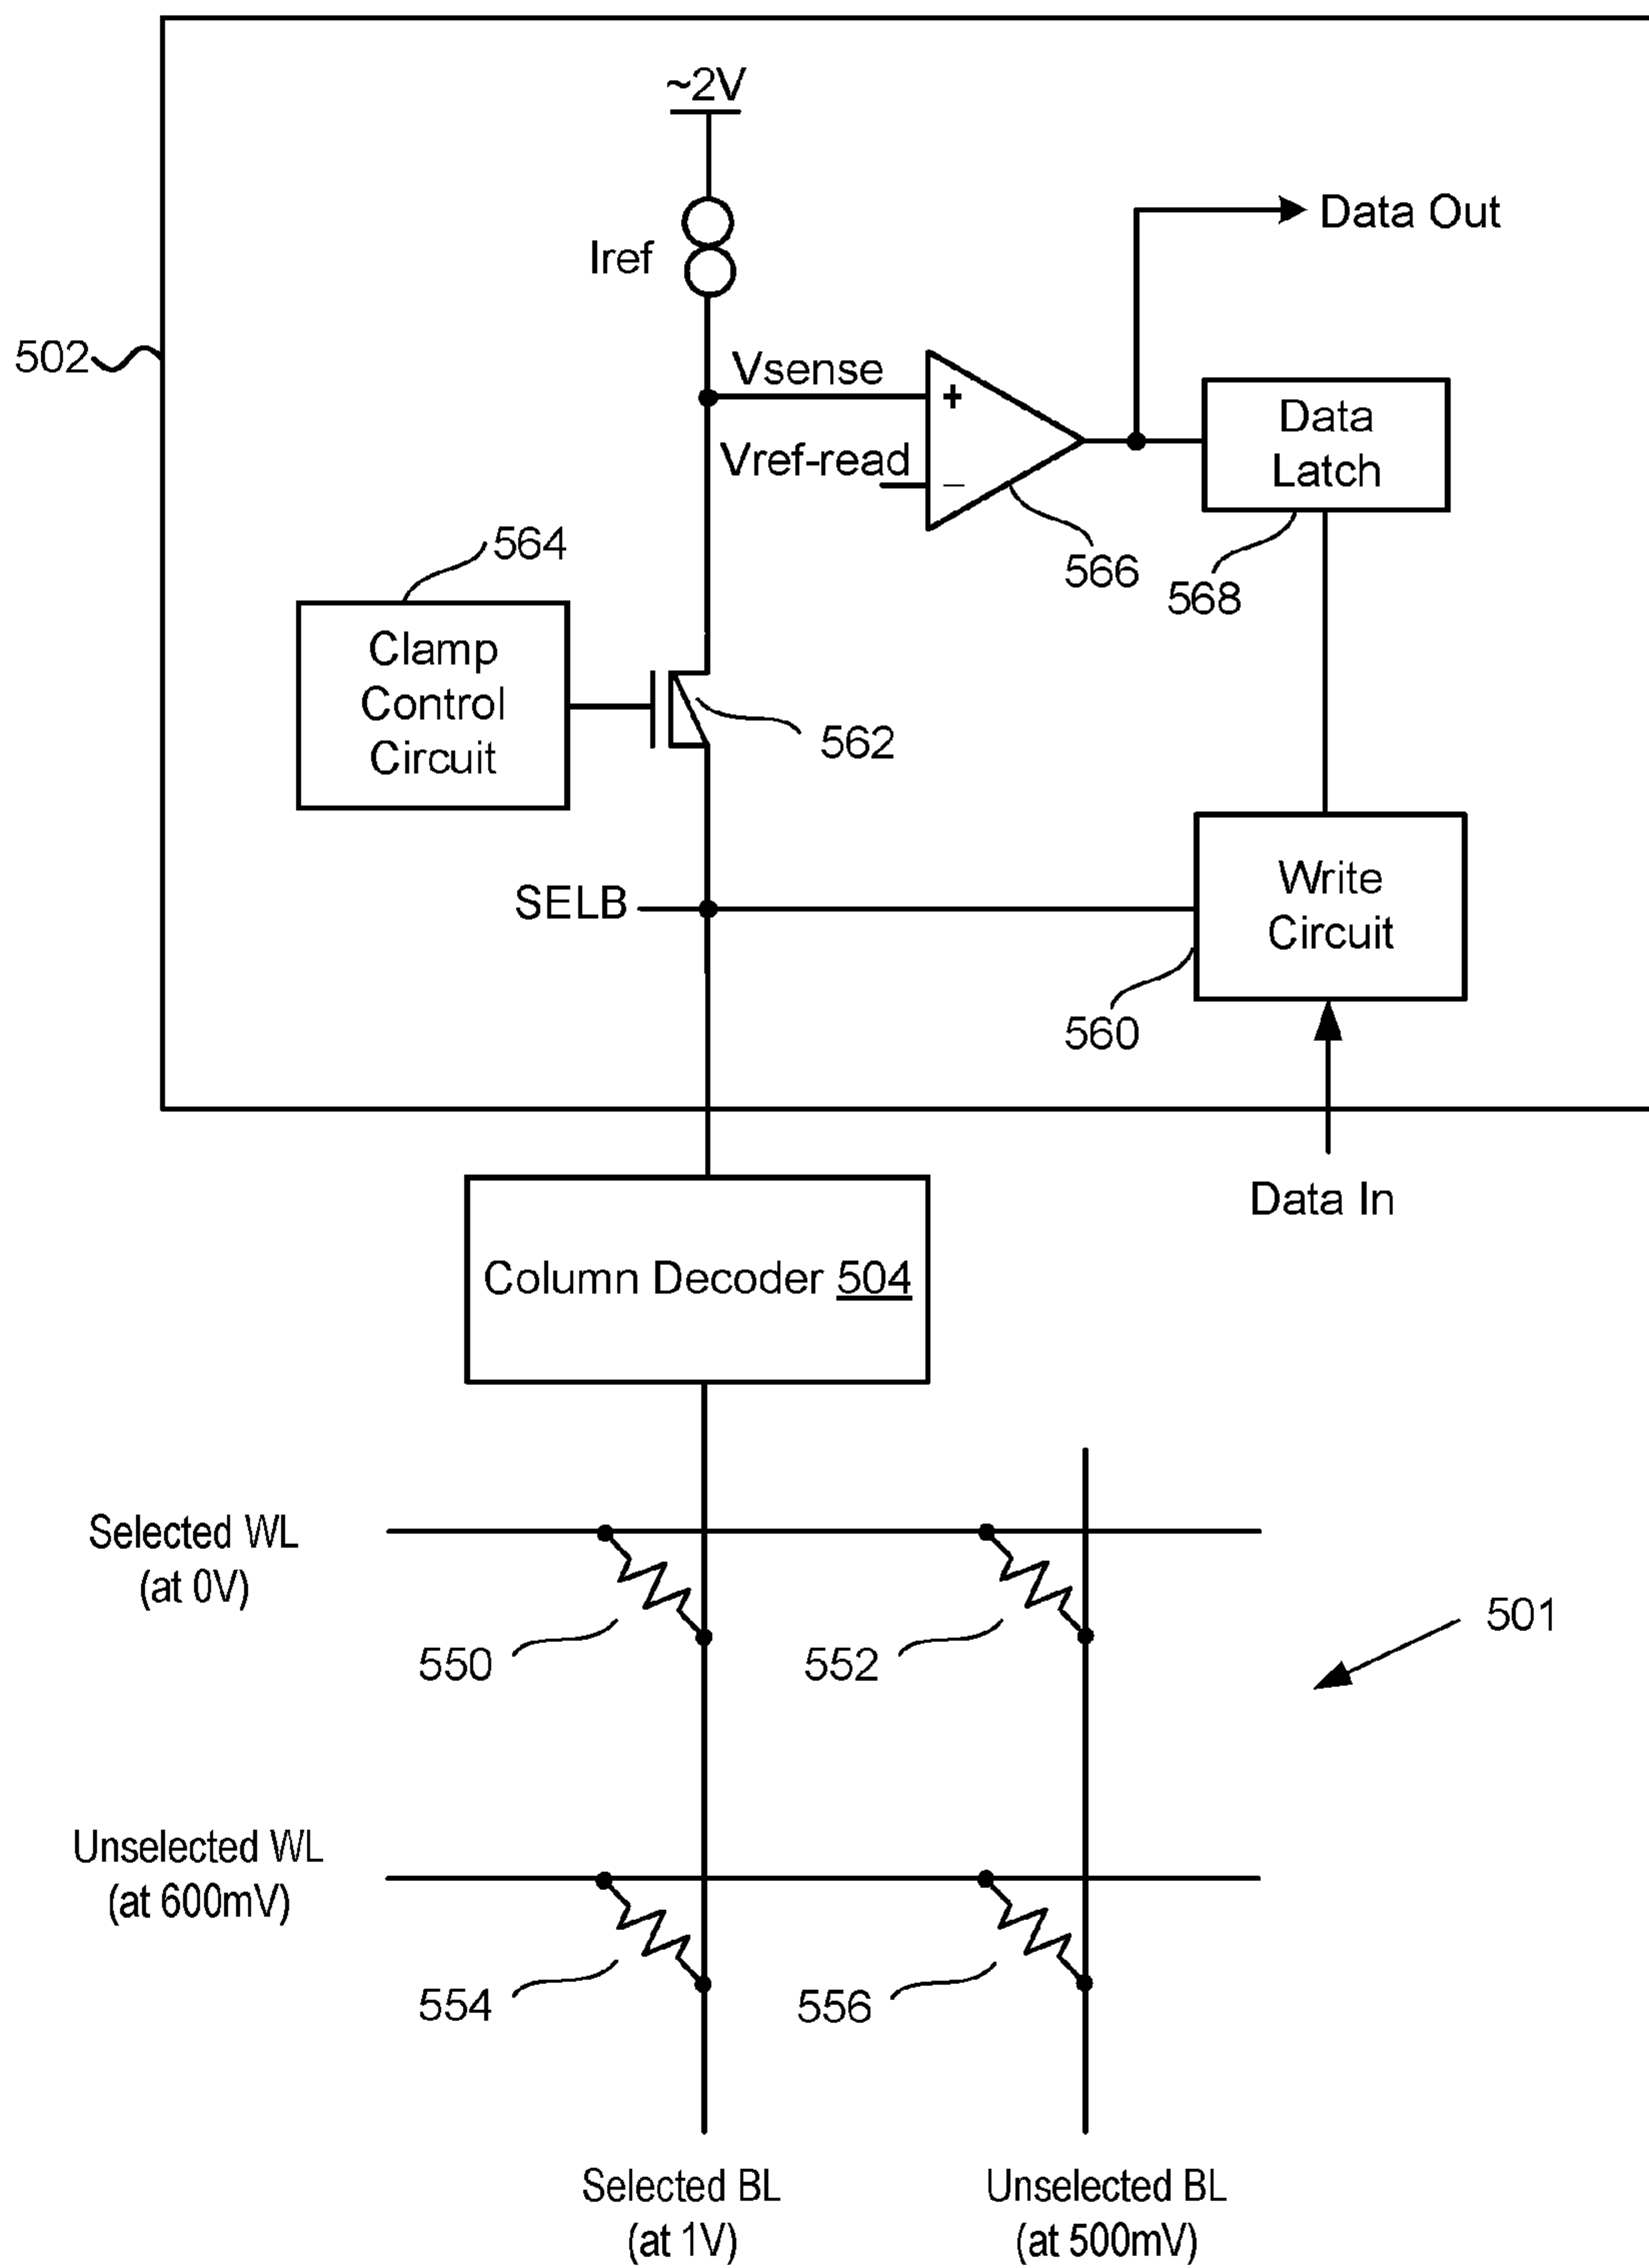 ~2V
Iref
Data Out
502
Vsense
+
Vref-read
−
Data
Latch
564
566
568
Clamp
Control
Circuit
562
SELB
Write
Circuit
560
Data In
Column Decoder 504
Selected WL
(at 0V)
550
552
501
Unselected WL
(at 600mV)
554
556
Selected BL
(at 1V)
Unselected BL
(at 500mV)